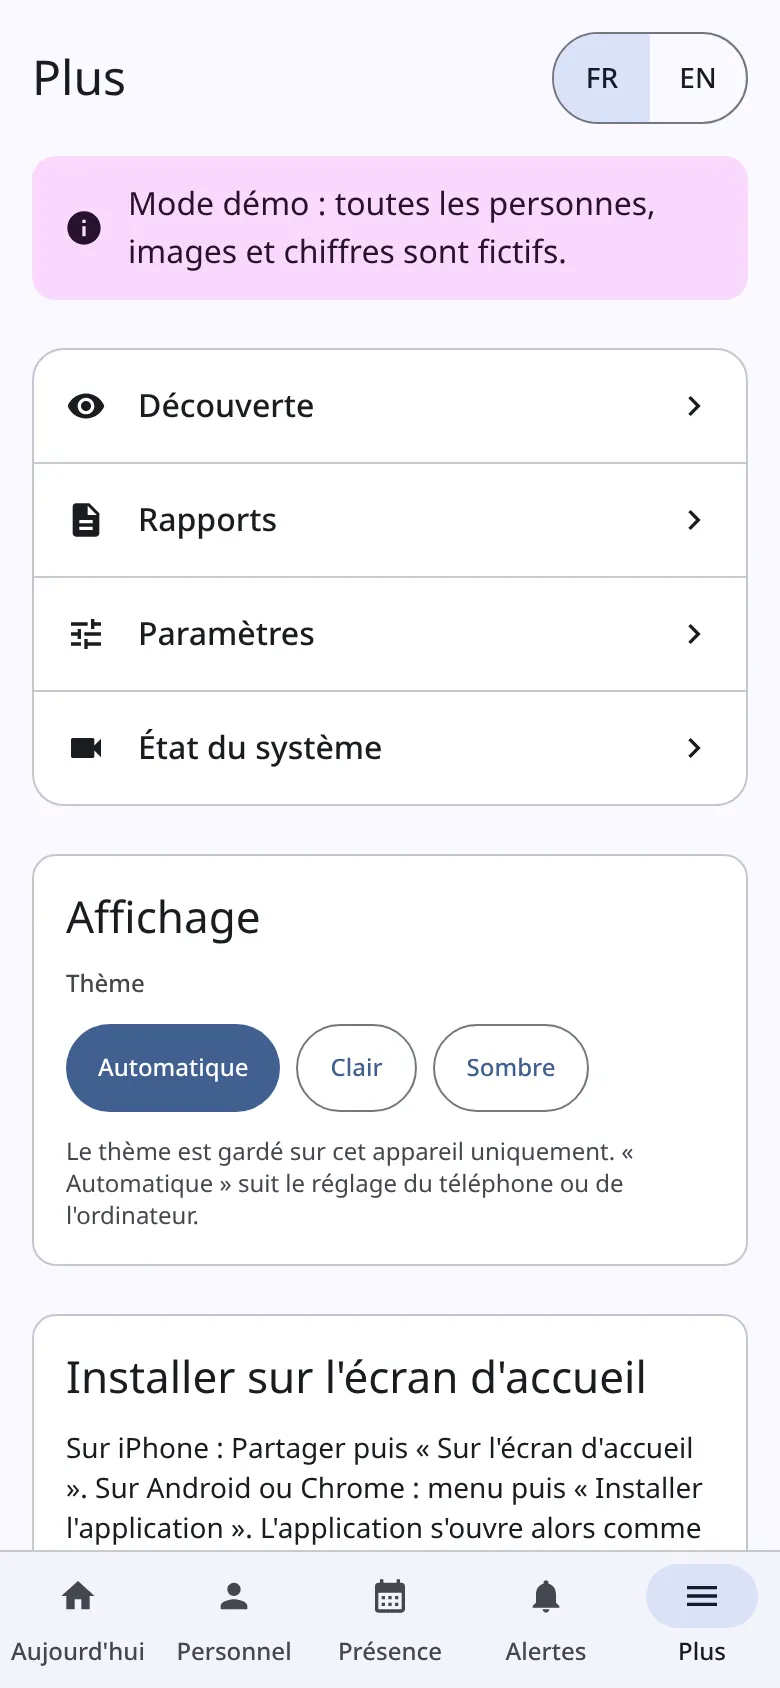 Plus
FR
EN
Mode démo : toutes les personnes,
images et chiffres sont fictifs.
Découverte
Rapports
Paramètres
État du système
Affichage
Thème
Automatique
Clair
Sombre
Le thème est gardé sur cet appareil uniquement. «
Automatique » suit le réglage du téléphone ou de
l'ordinateur.
Installer sur l'écran d'accueil
Sur iPhone : Partager puis « Sur l'écran d'accueil
». Sur Android ou Chrome : menu puis « Installer
l'application ». L'application s'ouvre alors comme
Aujourd'hui
Personnel
Présence
Alertes
Plus